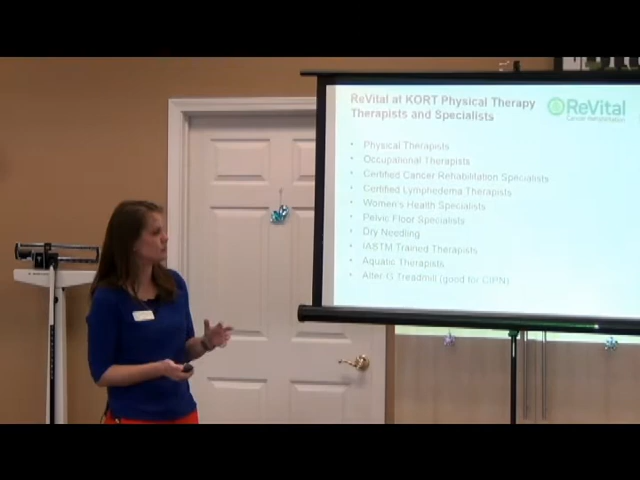 ReVital at KORT Physical Therapy
Therapists and Specialists
ReVital
Cancer Rehabilitation
• Physical Therapists
• Occupational Therapists
• Certified Cancer Rehabilitation Specialists
• Certified Lymphedema Therapists
• Women's Health Specialists
• Pelvic Floor Specialists
• Dry Needling
• IASTM Trained Therapists
• Aquatic Therapists
• Alter G Treadmill (good for CIPN)